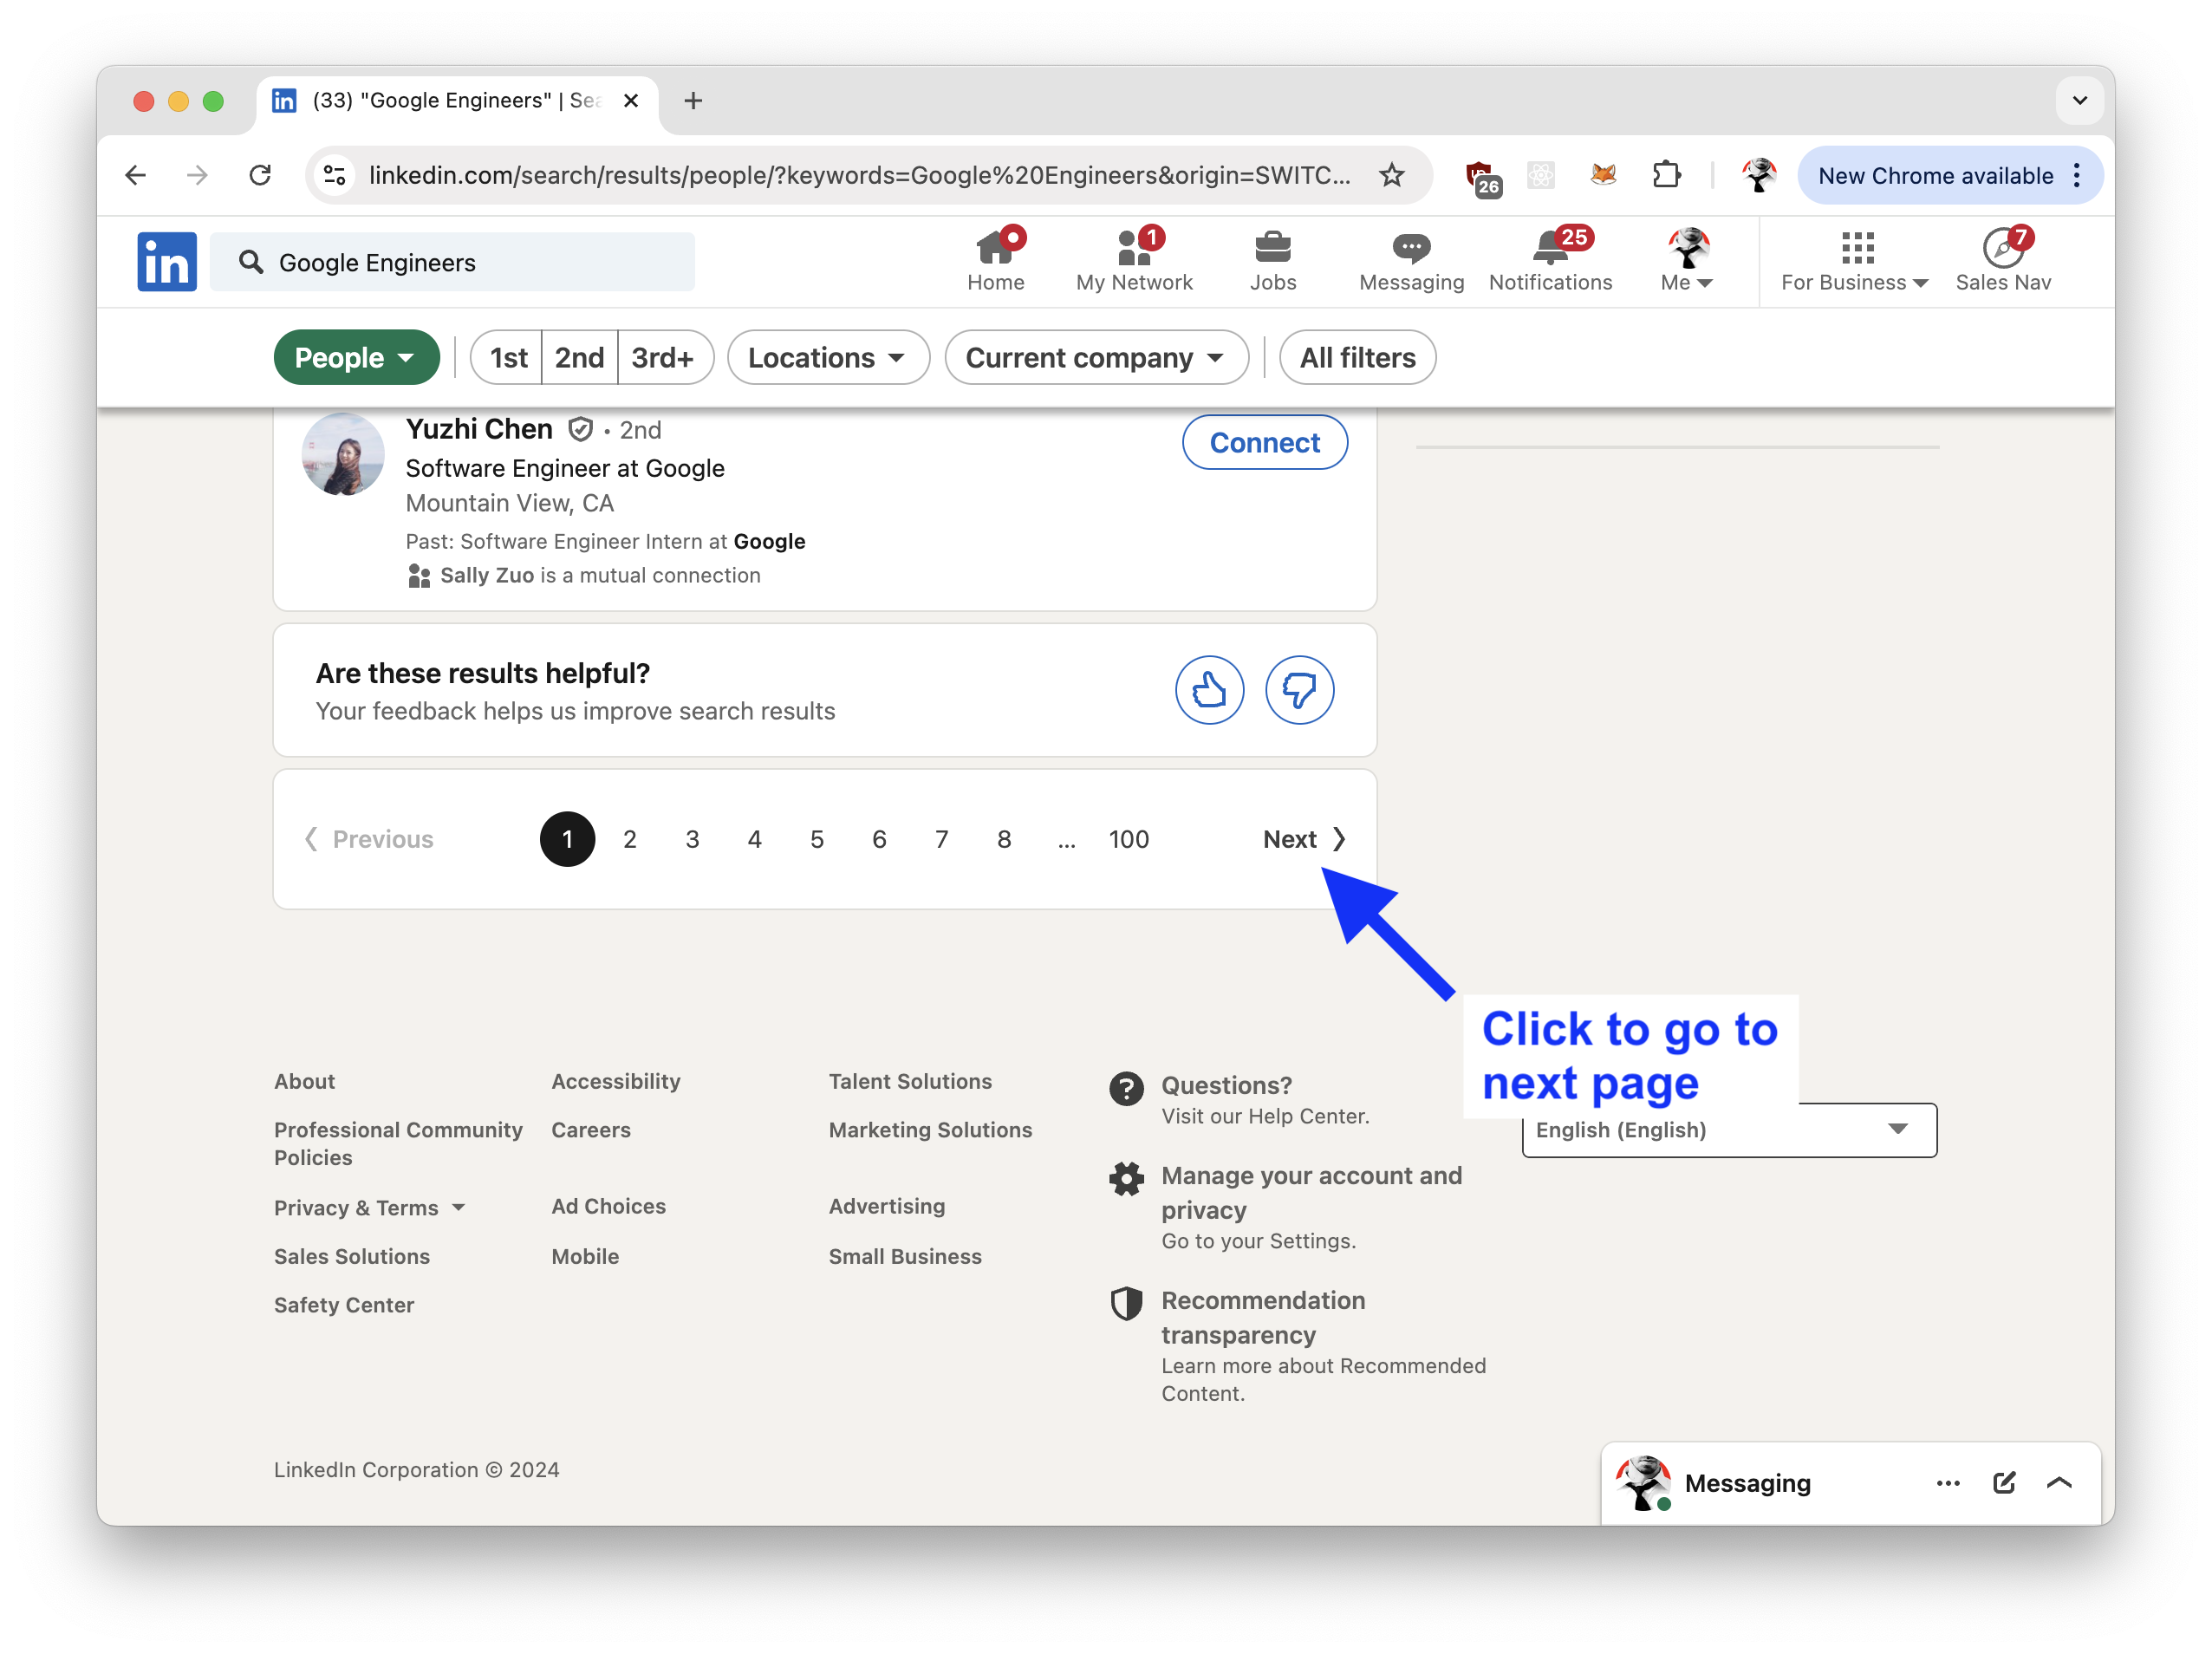 (33) "Google Engineers" | Sea
linkedin.com/search/results/people/?keywords=Google%20Engineers&origin=SWITC...
26
New Chrome available
in
Google Engineers
Home
1
My Network
Jobs
Messaging
25
Notifications
Me
For Business
7
Sales Nav
People
1st
2nd
3rd+
Locations
Current company
All filters
Yuzhi Chen • 2nd
Connect
Software Engineer at Google
Mountain View, CA
Past: Software Engineer Intern at Google
Sally Zuo is a mutual connection
Are these results helpful?
Your feedback helps us improve search results
Previous
1 2 3 4 5 6 7 8 ... 100
Next
Click to go to
next page
About
Accessibility
Talent Solutions
Professional Community
Policies
Careers
Marketing Solutions
Privacy & Terms
Ad Choices
Advertising
Sales Solutions
Mobile
Small Business
Safety Center
Questions?
Visit our Help Center.
Manage your account and
privacy
Go to your Settings.
Recommendation
transparency
Learn more about Recommended
Content.
English (English)
LinkedIn Corporation © 2024
Messaging